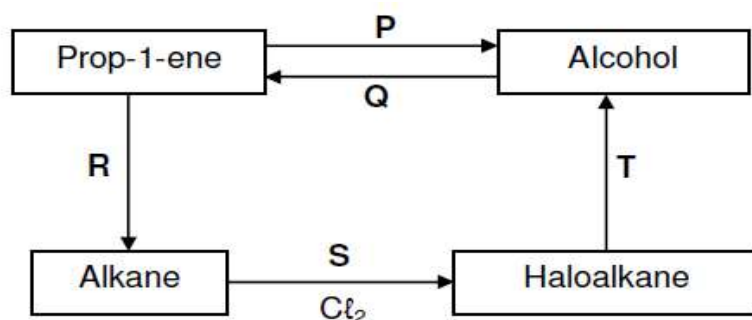 P
Prop-1-ene Alcohol
Q
R T
Alkane S Haloalkane
Cℓ₂